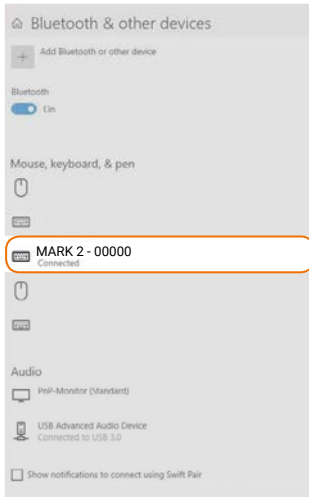 Bluetooth & other devices
Add Bluetooth or other device
Bluetooth
On
Mouse, keyboard, & pen
MARK 2 - 00000
Connected
Audio
PnP-Monitor (Standard)
USB Advanced Audio Device
Connected to USB 3.0
Show notifications to connect using Swift Pair